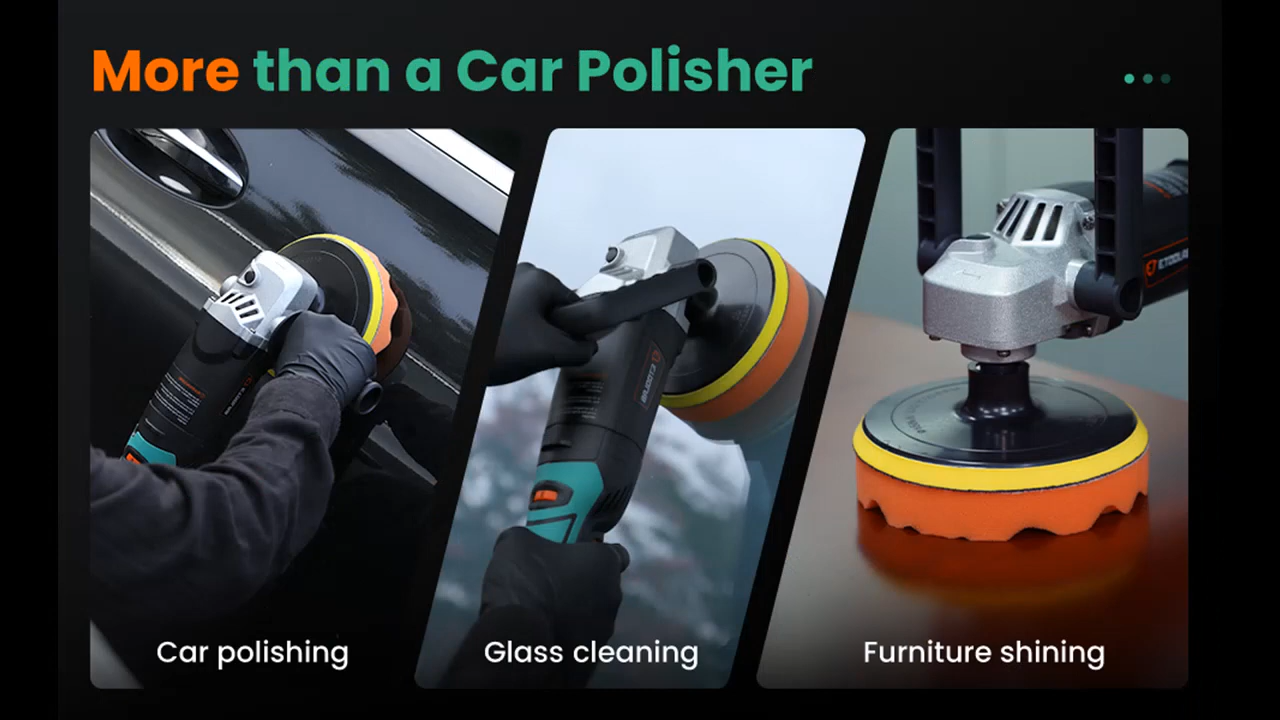 More than a Car Polisher
Car polishing
Glass cleaning
Furniture shining